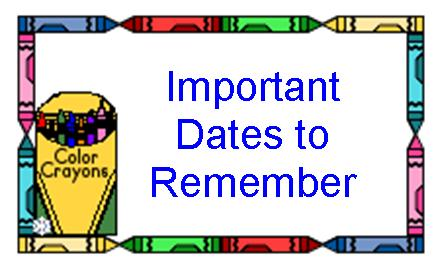 Important
Dates to
Remember
Color
Crayons